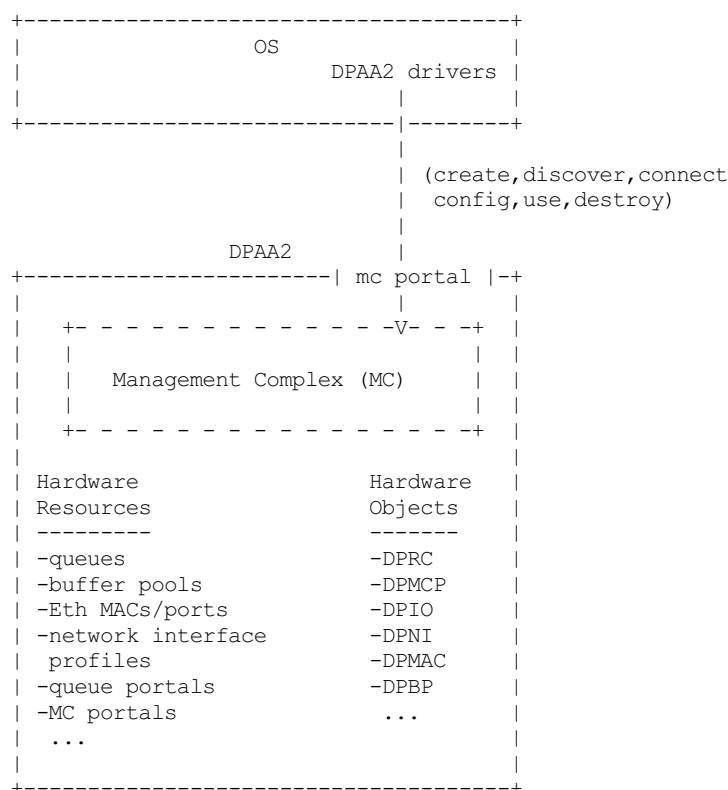 OS
DPAA2 drivers
(create,discover,connect
config,use,destroy)
DPAA2
mc portal
Management Complex (MC)
Hardware Hardware
Resources Objects
--------- -------
-queues -DPRC
-buffer pools -DPMCP
-Eth MACs/ports -DPIO
-network interface -DPNI
profiles -DPMAC
-queue portals -DPBP
-MC portals ...
...